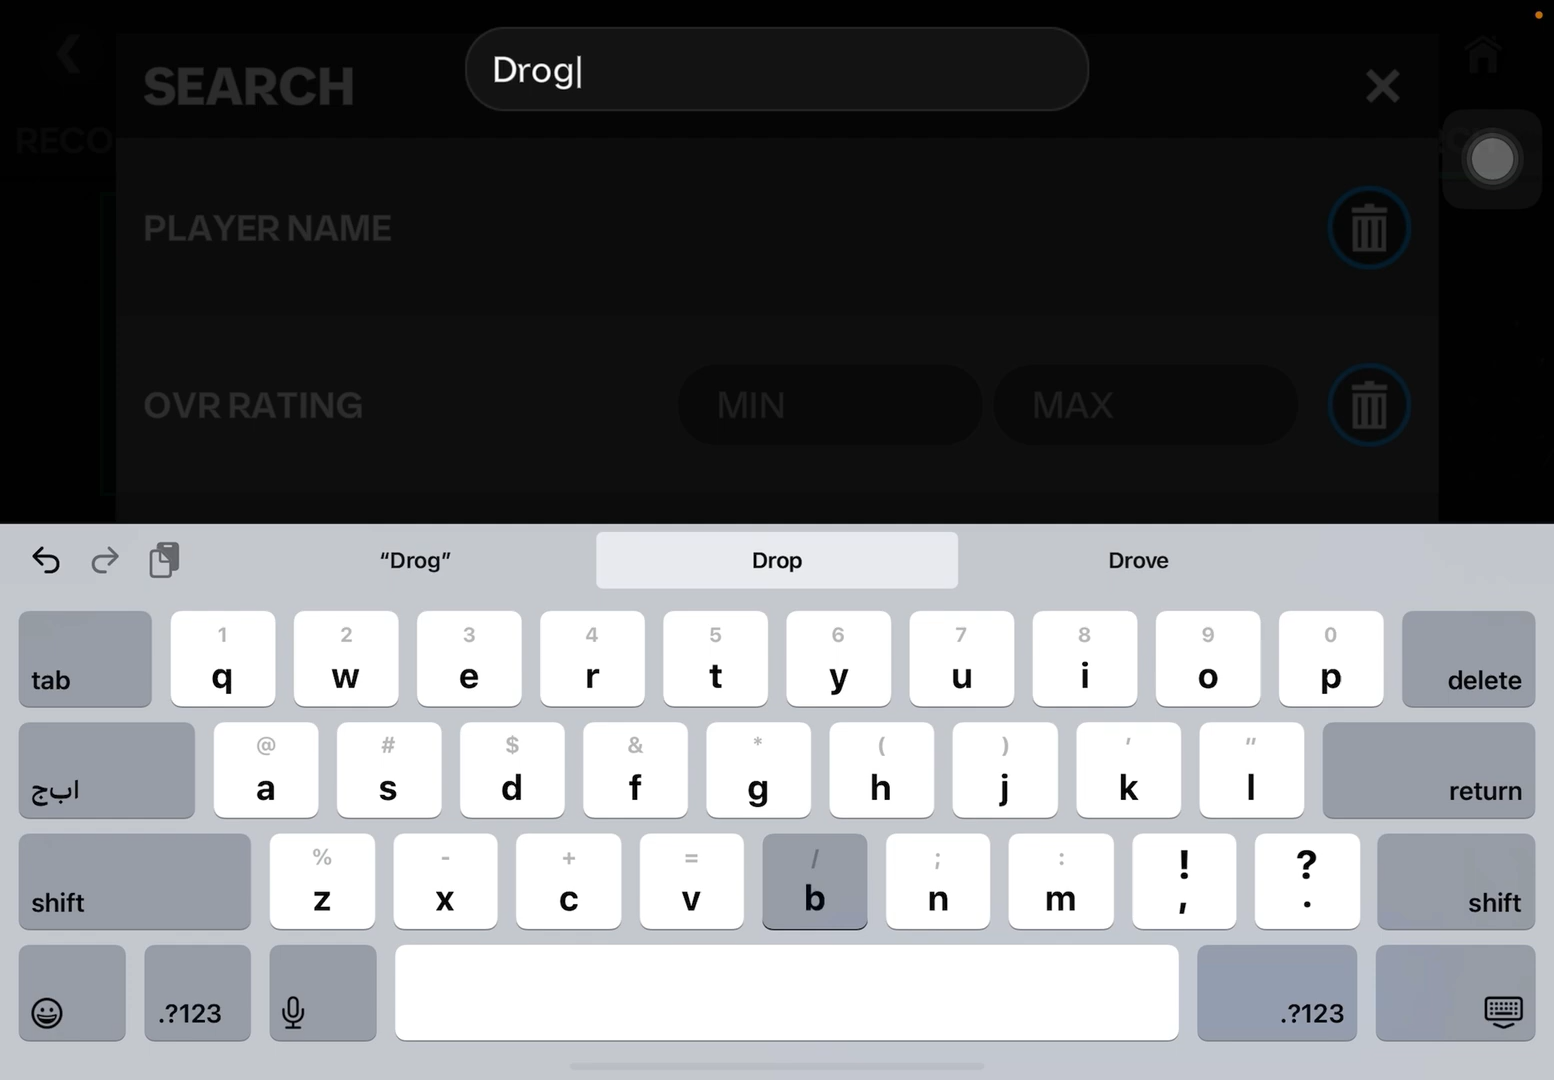 Drog
SEARCH
RECO
PLAYER NAME
OVR RATING MIN MAX
“Drog” Drop Drove
1 2 3 4 5 6 7 8 9 0
tab q w e r t y u i o p delete
@ # $ & * ( ) ' "
ابج a s d f g h j k l return
% - + = / ; : ! ?
shift z x c v b n m , . shift
.?123 .?123